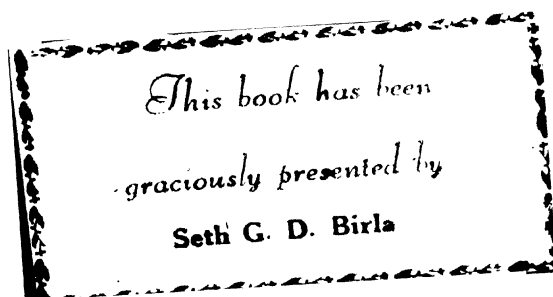 This book has been
graciously presented by
Seth G. D. Birla